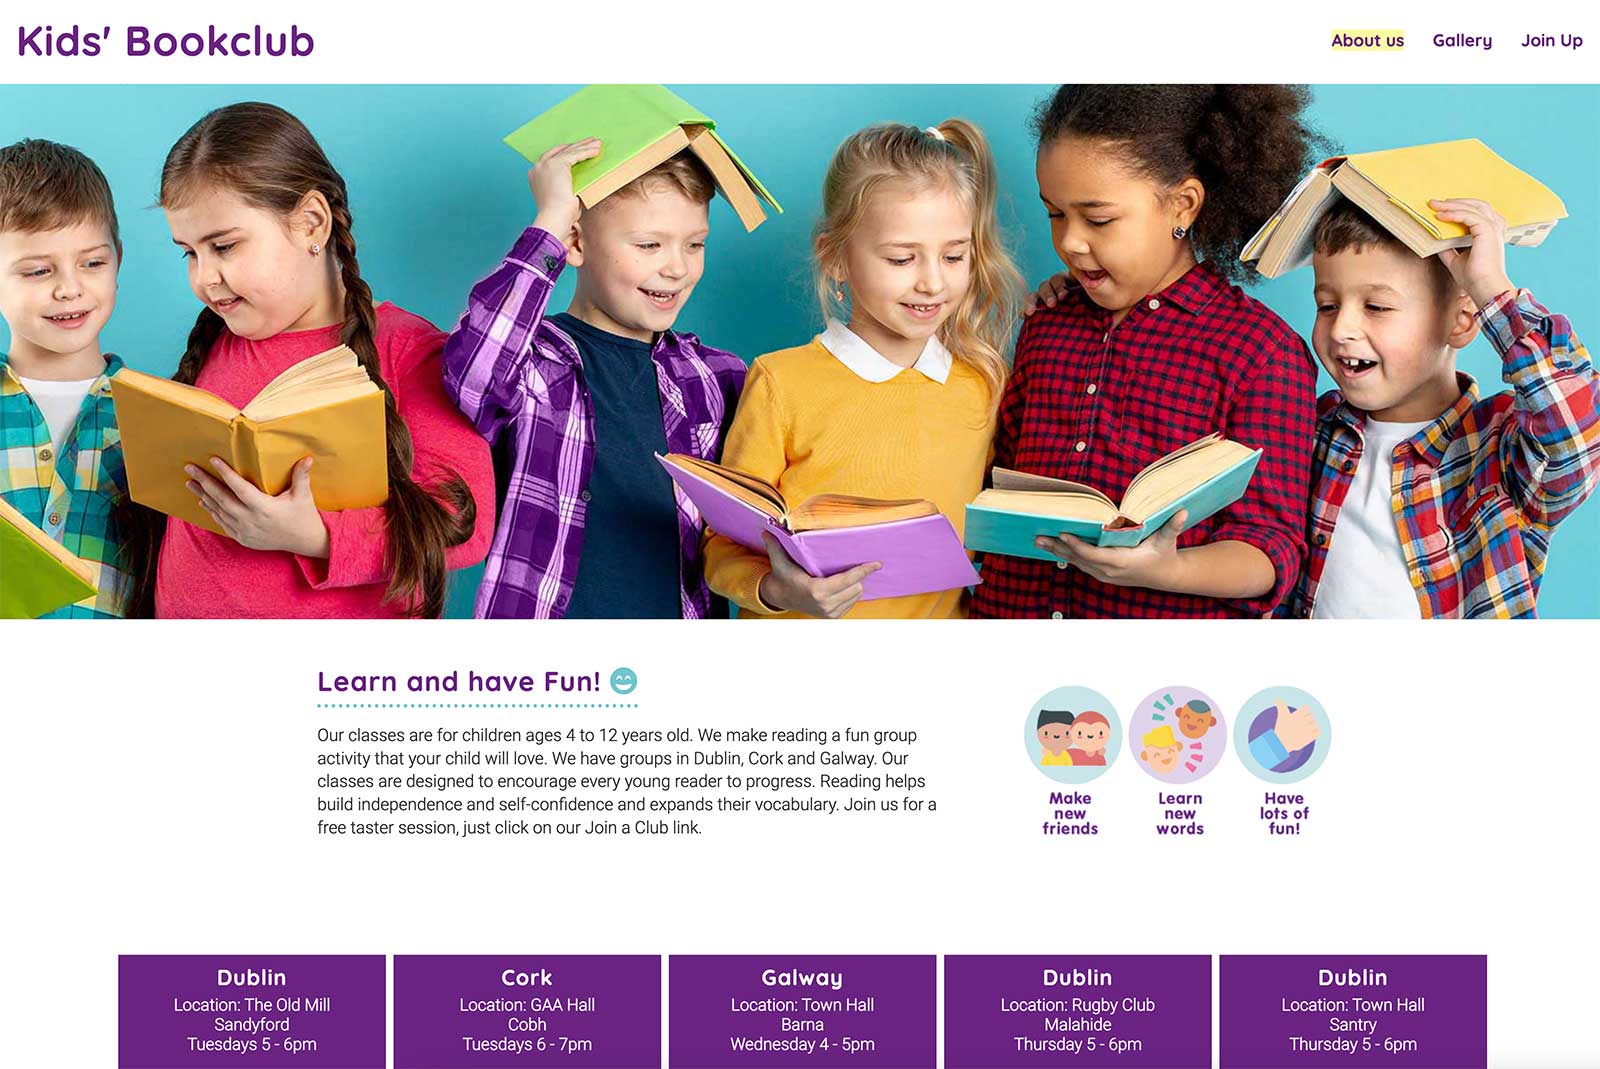 Kids' Bookclub
About us
Gallery
Join Up
Learn and have Fun!
Our classes are for children ages 4 to 12 years old. We make reading a fun group
activity that your child will love. We have groups in Dublin, Cork and Galway. Our
classes are designed to encourage every young reader to progress. Reading helps
build independence and self-confidence and expands their vocabulary. Join us for a
free taster session, just click on our Join a Club link.
Make
new
friends
Learn
new
words
Have
lots of
fun!
Dublin
Location: The Old Mill
Sandyford
Tuesdays 5 - 6pm
Cork
Location: GAA Hall
Cobh
Tuesdays 6 - 7pm
Galway
Location: Town Hall
Barna
Wednesday 4 - 5pm
Dublin
Location: Rugby Club
Malahide
Thursday 5 - 6pm
Dublin
Location: Town Hall
Santry
Thursday 5 - 6pm